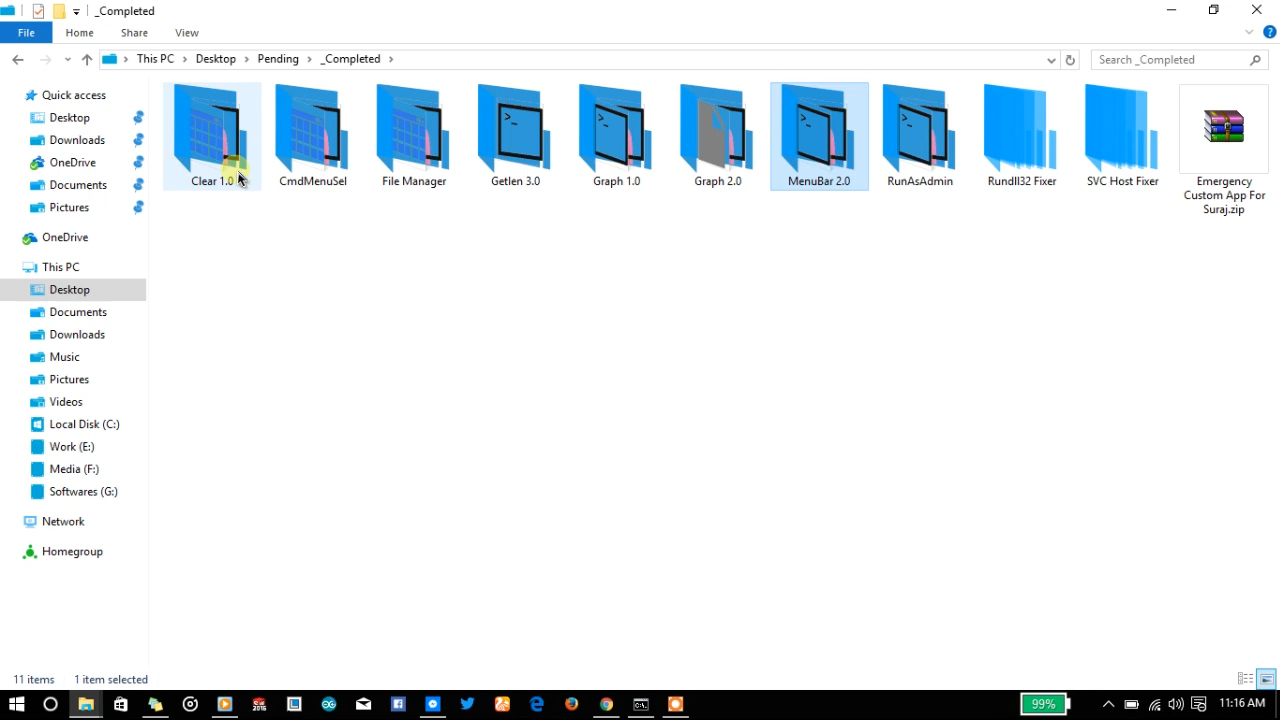 _Completed
File
Home
Share
View
This PC
Desktop
Pending
_Completed
Search _Completed
Quick access
Desktop
Downloads
OneDrive
Documents
Pictures
OneDrive
This PC
Desktop
Documents
Downloads
Music
Pictures
Videos
Local Disk (C:)
Work (E:)
Media (F:)
Softwares (G:)
Network
Homegroup
Clear 1.0
CmdMenuSel
File Manager
Getlen 3.0
Graph 1.0
Graph 2.0
MenuBar 2.0
RunAsAdmin
Rundll32 Fixer
SVC Host Fixer
Emergency
Custom App For
Suraj.zip
11 items
1 item selected
99%
11:16 AM